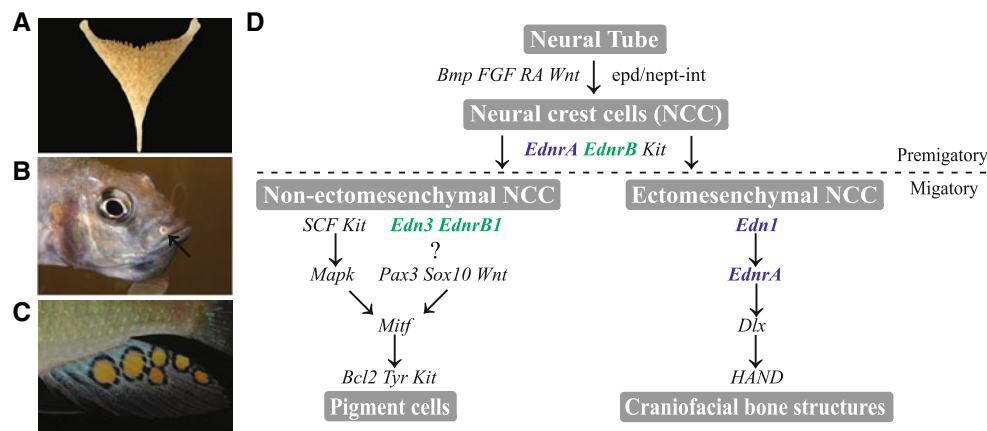 A
B
C
D
Neural Tube
Bmp FGF RA Wnt epd/nept-int
Neural crest cells (NCC)
EdnrA EdnrB Kit
Premigratory
Migatory
Non-ectomesenchymal NCC
Ectomesenchymal NCC
SCF Kit Edn3 EdnrB1
Edn1
?
Mapk Pax3 Sox10 Wnt
EdnrA
Mitf
Dlx
Bcl2 Tyr Kit
HAND
Pigment cells
Craniofacial bone structures